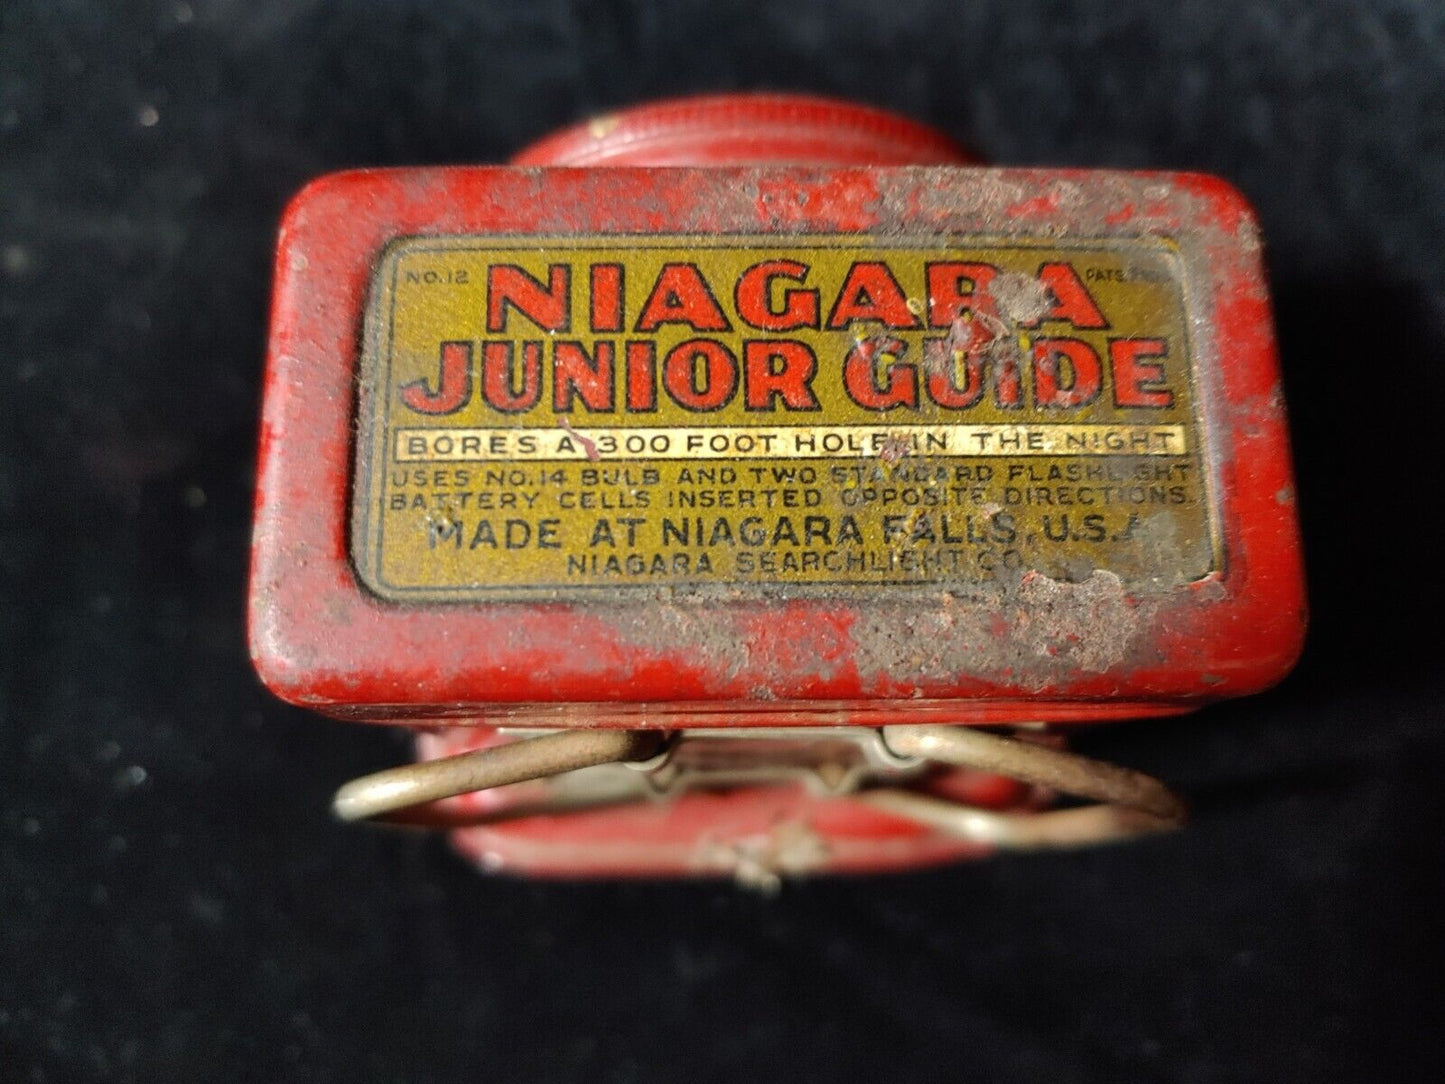 NO.12
NIAGARA
PATS.
JUNIOR GUIDE
BORES A 300 FOOT HOLE IN THE NIGHT
USES NO.14 BULB AND TWO STANDARD FLASHLIGHT
BATTERY CELLS INSERTED OPPOSITE DIRECTIONS.
MADE AT NIAGARA FALLS, U.S.A.
NIAGARA SEARCHLIGHT CO.